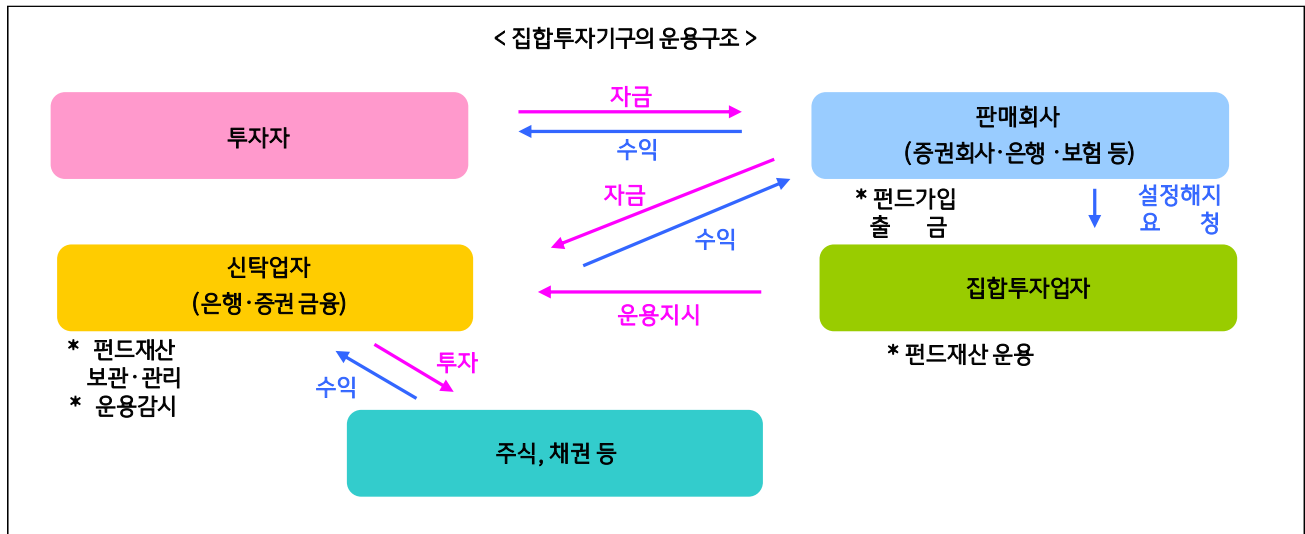 < 집합투자기구의 운용구조 >
투자자
자금
수익
판매회사
(증권회사·은행 ·보험 등)
자금
수익
* 펀드가입
출 금
설정해지
요 청
신탁업자
(은행·증권 금융)
운용지시
집합투자업자
* 펀드재산
보관·관리
* 운용감시
수익
투자
* 펀드재산 운용
주식, 채권 등